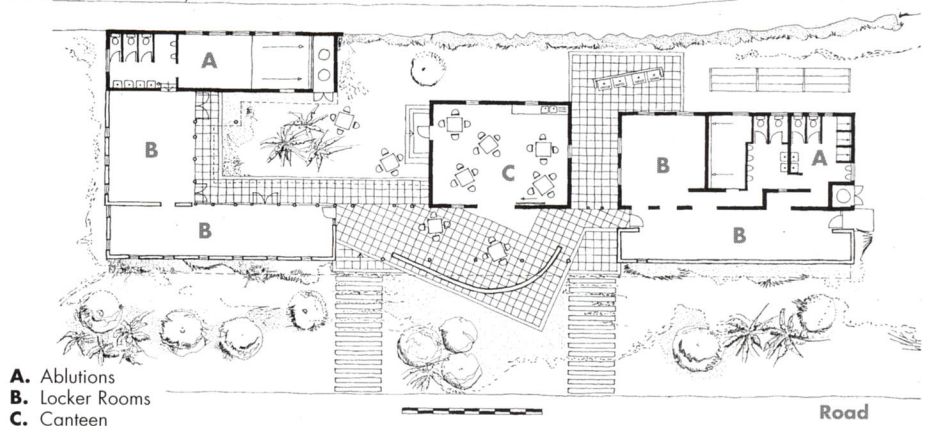 A
B
B
C
B
A
B
A. Ablutions
B. Locker Rooms
C. Canteen
Road